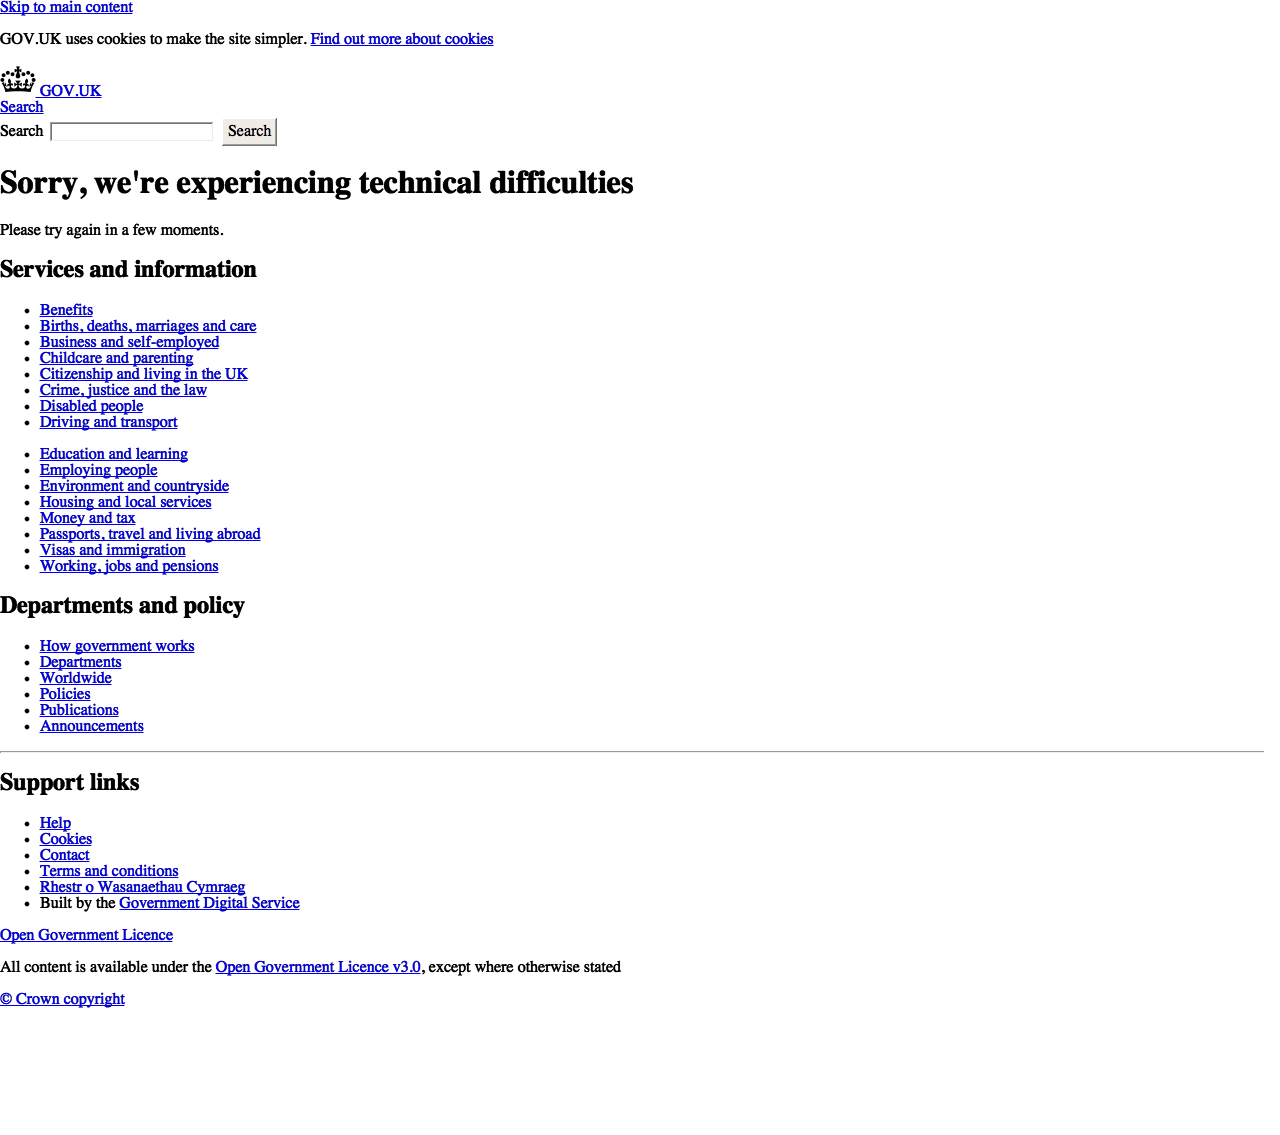 Skip to main content
GOV.UK uses cookies to make the site simpler. Find out more about cookies
GOV.UK
Search
Search Search
Sorry, we're experiencing technical difficulties
Please try again in a few moments.
Services and information
Benefits
Births, deaths, marriages and care
Business and self-employed
Childcare and parenting
Citizenship and living in the UK
Crime, justice and the law
Disabled people
Driving and transport
Education and learning
Employing people
Environment and countryside
Housing and local services
Money and tax
Passports, travel and living abroad
Visas and immigration
Working, jobs and pensions
Departments and policy
How government works
Departments
Worldwide
Policies
Publications
Announcements
Support links
Help
Cookies
Contact
Terms and conditions
Rhestr o Wasanaethau Cymraeg
Built by the Government Digital Service
Open Government Licence
All content is available under the Open Government Licence v3.0, except where otherwise stated
© Crown copyright